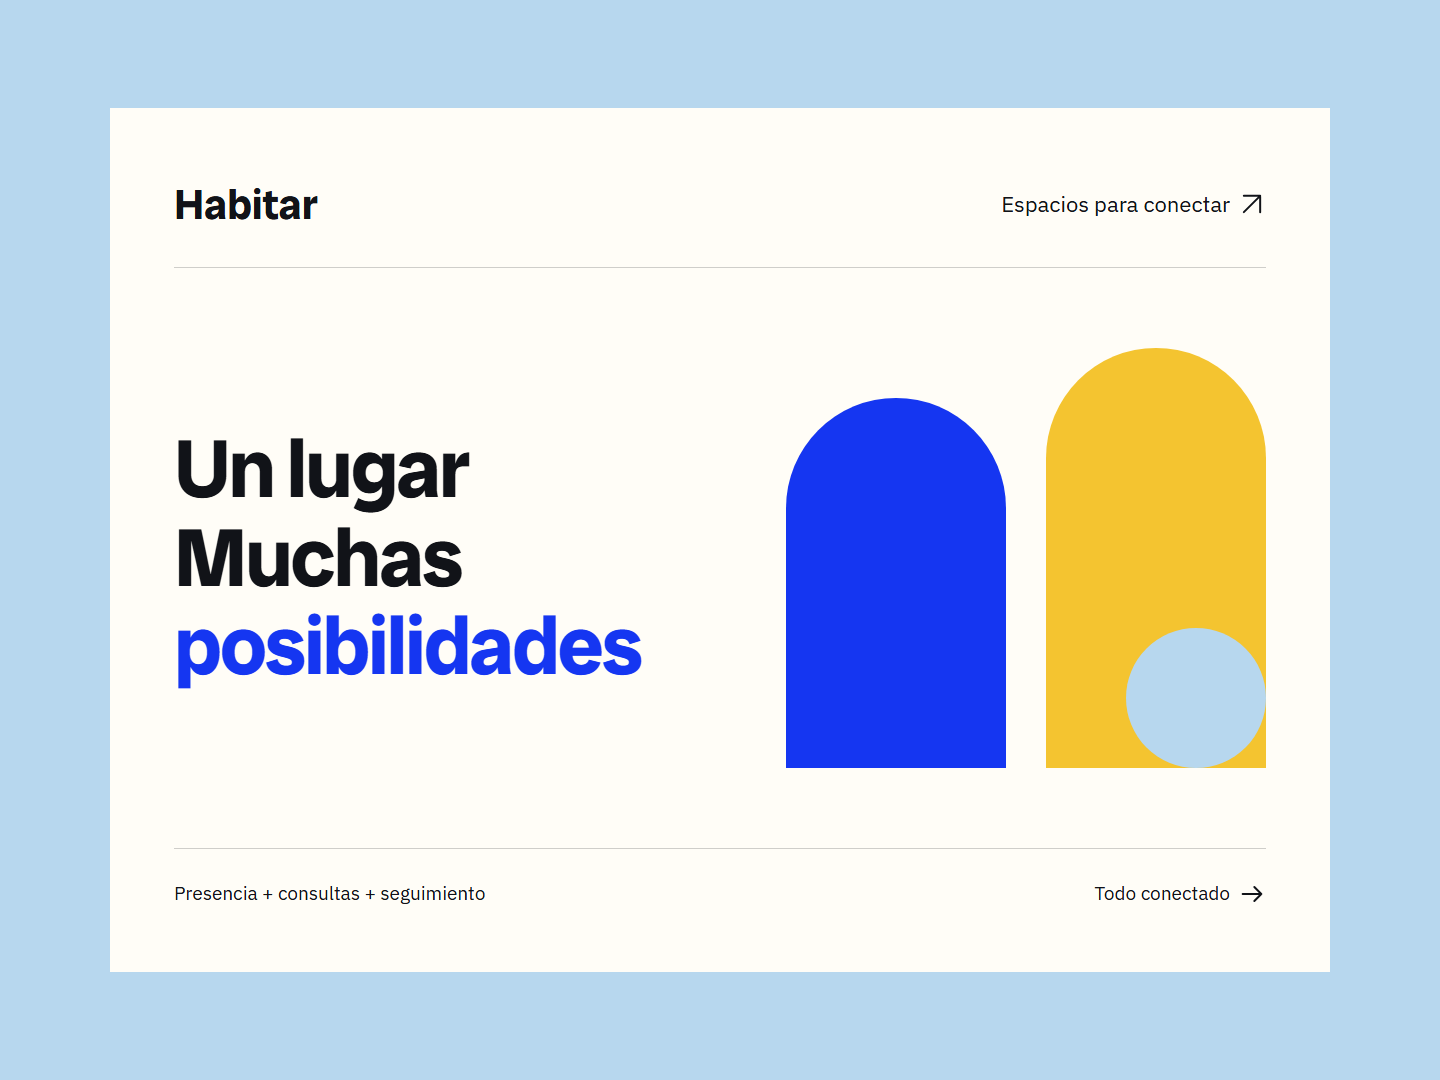 Habitar
Espacios para conectar
Un lugar
Muchas
posibilidades
Presencia + consultas + seguimiento
Todo conectado